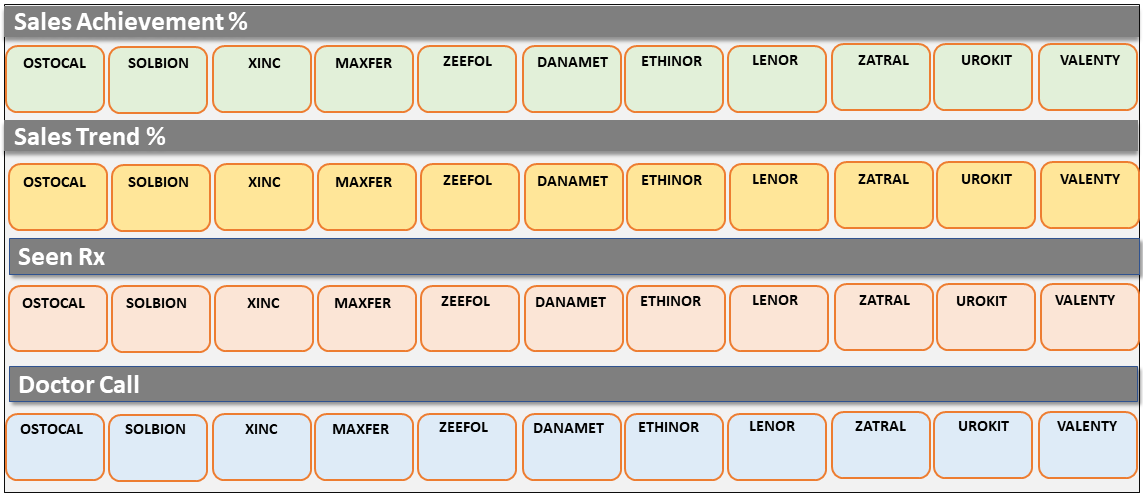 Sales Achievement %
OSTOCAL SOLBION XINC MAXFER ZEEFOL DANAMET ETHINOR LENOR ZATRAL UROKIT VALENTY
Sales Trend %
OSTOCAL SOLBION XINC MAXFER ZEEFOL DANAMET ETHINOR LENOR ZATRAL UROKIT VALENTY
Seen Rx
OSTOCAL SOLBION XINC MAXFER ZEEFOL DANAMET ETHINOR LENOR ZATRAL UROKIT VALENTY
Doctor Call
OSTOCAL SOLBION XINC MAXFER ZEEFOL DANAMET ETHINOR LENOR ZATRAL UROKIT VALENTY